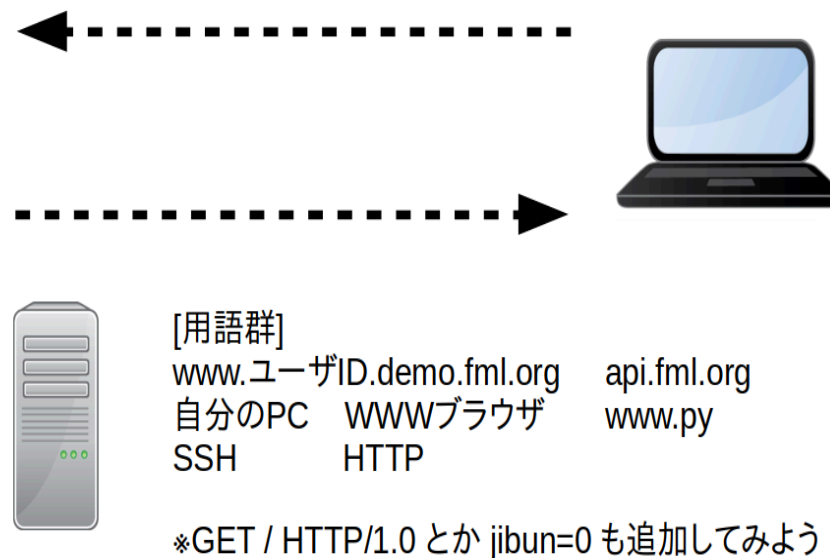 [用語群]
www.ユーザID.demo.fml.org api.fml.org
自分のPC WWWブラウザ www.py
SSH HTTP
※GET / HTTP/1.0 とか jibun=0 も追加してみよう